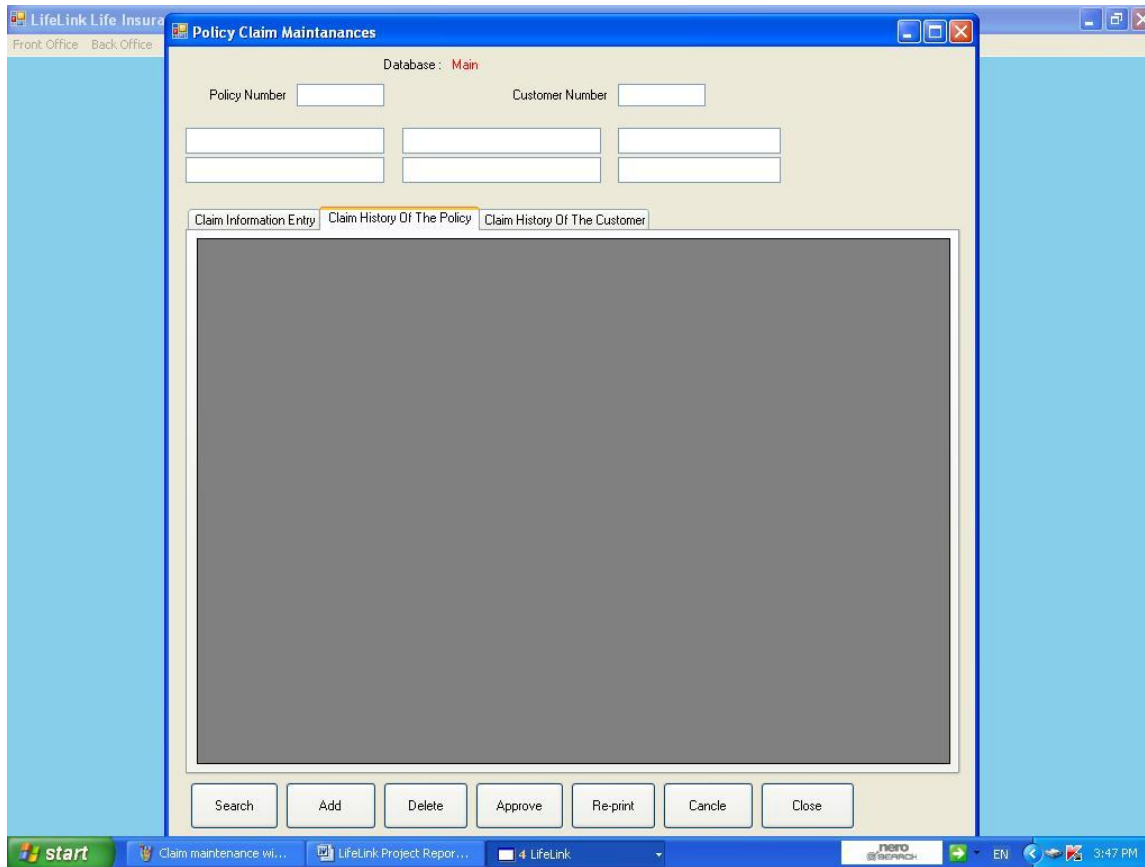 LifeLink Life Insura
Front Office Back Office
Policy Claim Maintanances
Database : Main
Policy Number Customer Number
Claim Information Entry Claim History Of The Policy Claim History Of The Customer
Search Add Delete Approve Re-print Cancle Close
start Claim maintenance wi... LifeLink Project Repor... 4 LifeLink nero SEARCH EN 3:47 PM